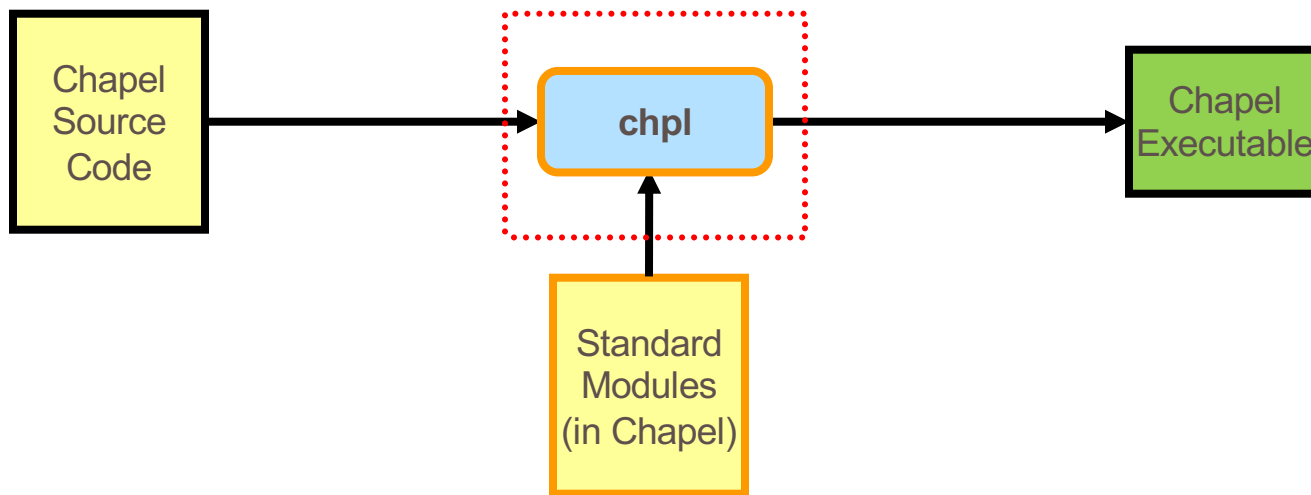 Chapel
Source
Code
chpl
Chapel
Executable
Standard
Modules
(in Chapel)